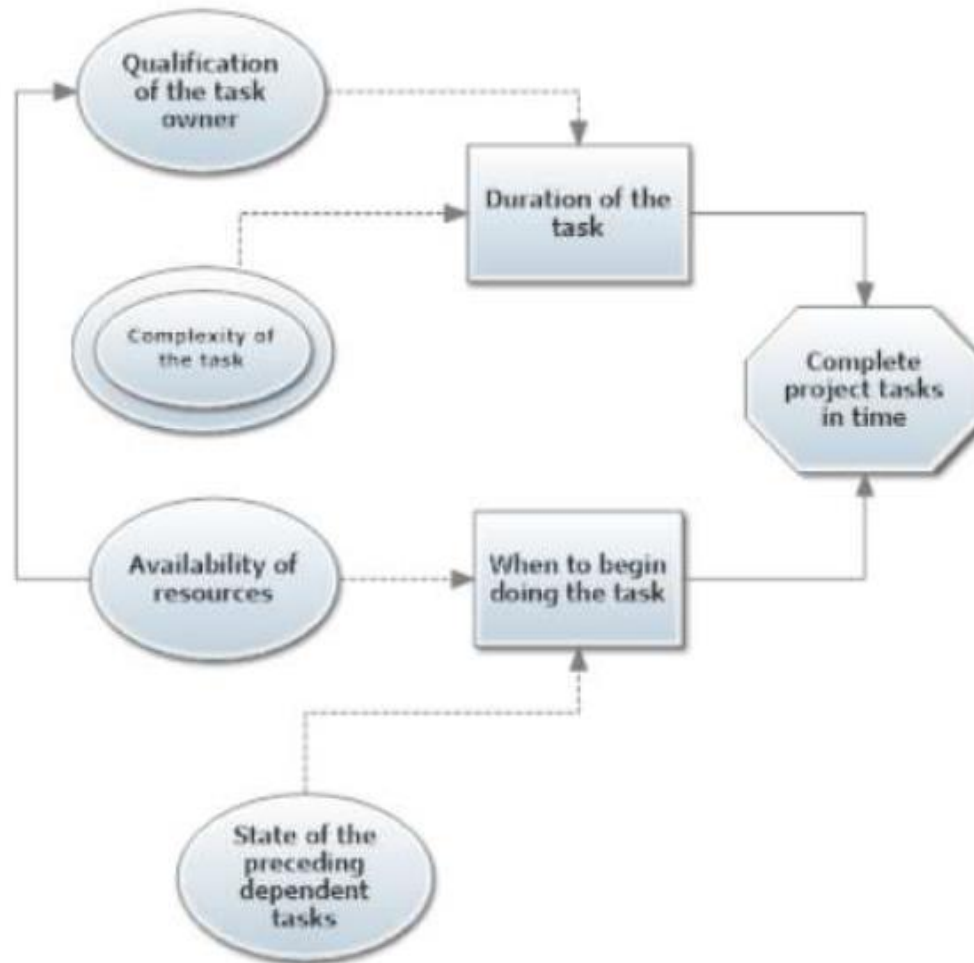 Qualification
of the task
owner
Duration of the
task
Complexity of
the task
Complete
project tasks
in time
Availability of
resources
When to begin
doing the task
State of the
preceding
dependent
tasks